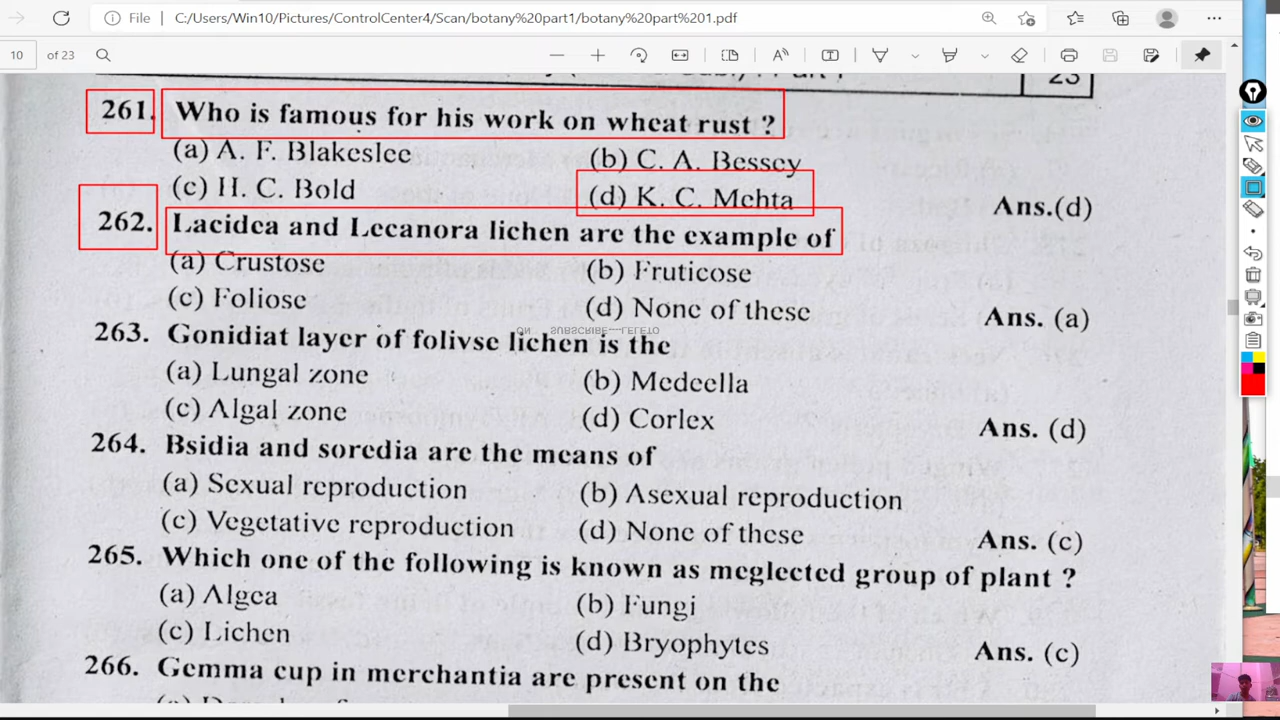 File
C:/Users/Win10/Pictures/ControlCenter4/Scan/botany%20part1/botany%20part%201.pdf
10 of 23
23
261. Who is famous for his work on wheat rust ?
(a) A. F. Blakeslee (b) C. A. Bessey
(c) H. C. Bold (d) K. C. Mehta Ans.(d)
262. Lacidea and Lecanora lichen are the example of
(a) Crustose (b) Fruticose
(c) Foliose (d) None of these Ans. (a)
ON SUBSCRIBE---LELETO
263. Gonidiat layer of folivse lichen is the
(a) Lungal zone (b) Medeella
(c) Algal zone (d) Corlex Ans. (d)
264. Bsidia and soredia are the means of
(a) Sexual reproduction (b) Asexual reproduction
(c) Vegetative reproduction (d) None of these Ans. (c)
265. Which one of the following is known as meglected group of plant ?
(a) Algea (b) Fungi
(c) Lichen (d) Bryophytes Ans. (c)
266. Gemma cup in merchantia are present on the